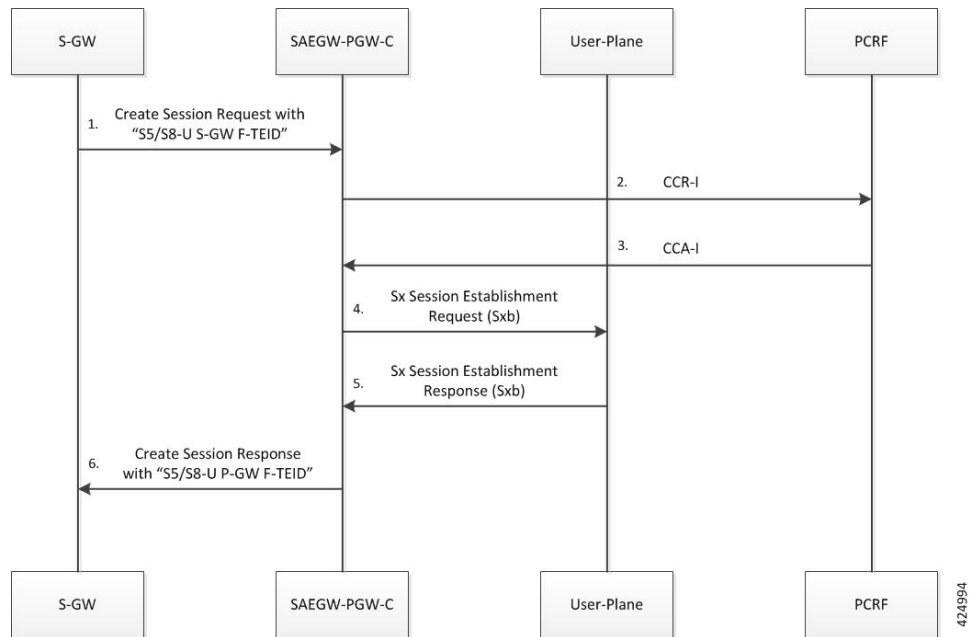 S-GW
SAEGW-PGW-C
User-Plane
PCRF
1.
Create Session Request with
“S5/S8-U S-GW F-TEID”
2.
CCR-I
3.
CCA-I
4.
Sx Session Establishment
Request (Sxb)
5.
Sx Session Establishment
Response (Sxb)
6.
Create Session Response
with “S5/S8-U P-GW F-TEID”
S-GW
SAEGW-PGW-C
User-Plane
PCRF
424994